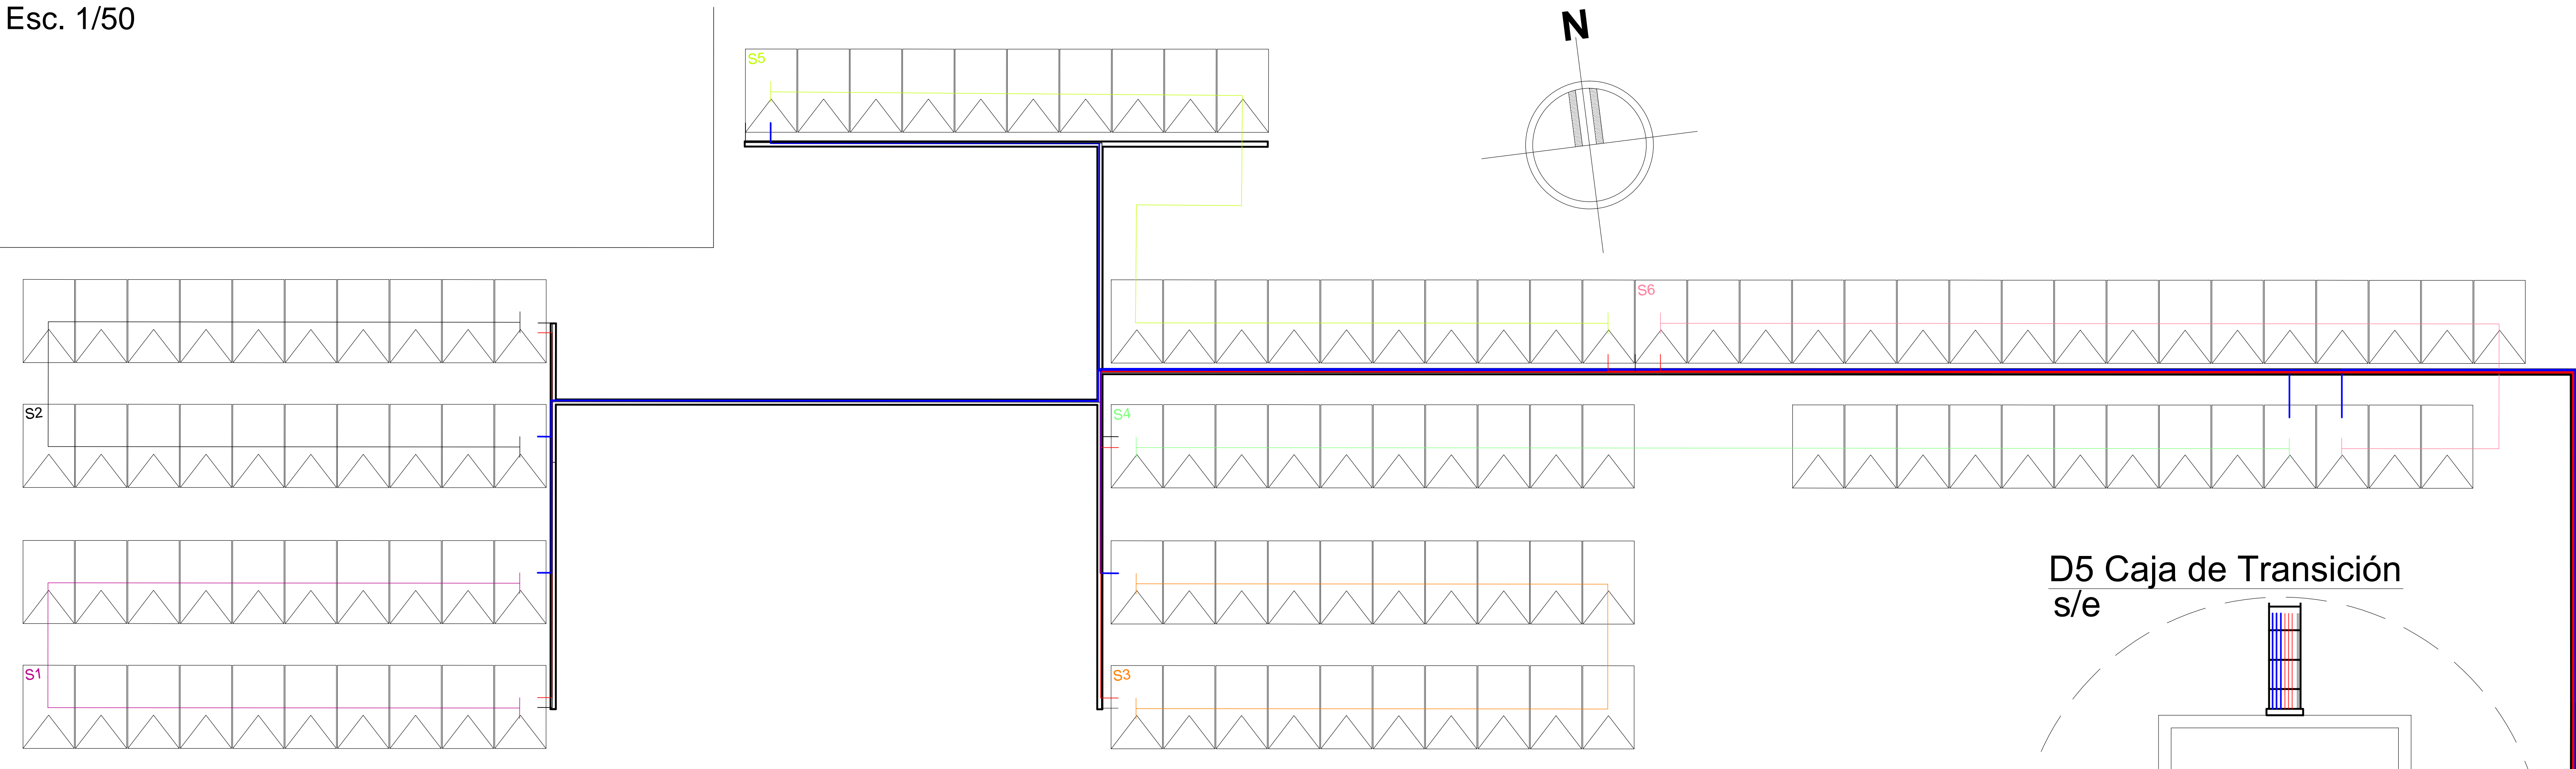 Esc. 1/50
N
S5
S6
S2
S4
S1
S3
D5 Caja de Transición
s/e